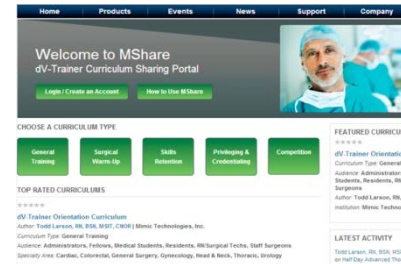 Home Products Events News Support Company
Welcome to MShare
dV-Trainer Curriculum Sharing Portal
Login / Create an Account How to Use MShare
CHOOSE A CURRICULUM TYPE
General Training
Surgical Warm-Up
Skills Retention
Privileging & Credentialing
Competition
TOP RATED CURRICULUMS
dV-Trainer Orientation Curriculum
Author: Todd Larson, RN, BSN, MSIT, CNOR | Mimic Technologies, Inc.
Curriculum Type: General Training
Audience: Administrators, Fellows, Medical Students, Residents, RN/Surgical Techs, Staff Surgeons
Specialty Area: Cardiac, Colorectal, General Surgery, Gynecology, Head & Neck, Thoracic, Urology
FEATURED CURRICU
dV-Trainer Orientatio
Curriculum Type: General
Audience: Administrator
Students, Residents, RN
Surgeons
Author: Todd Larson, RN,
Institution: Mimic Techno
LATEST ACTIVITY
Todd Larson, RN, BSN, MS
on Half Day Advanced Tho